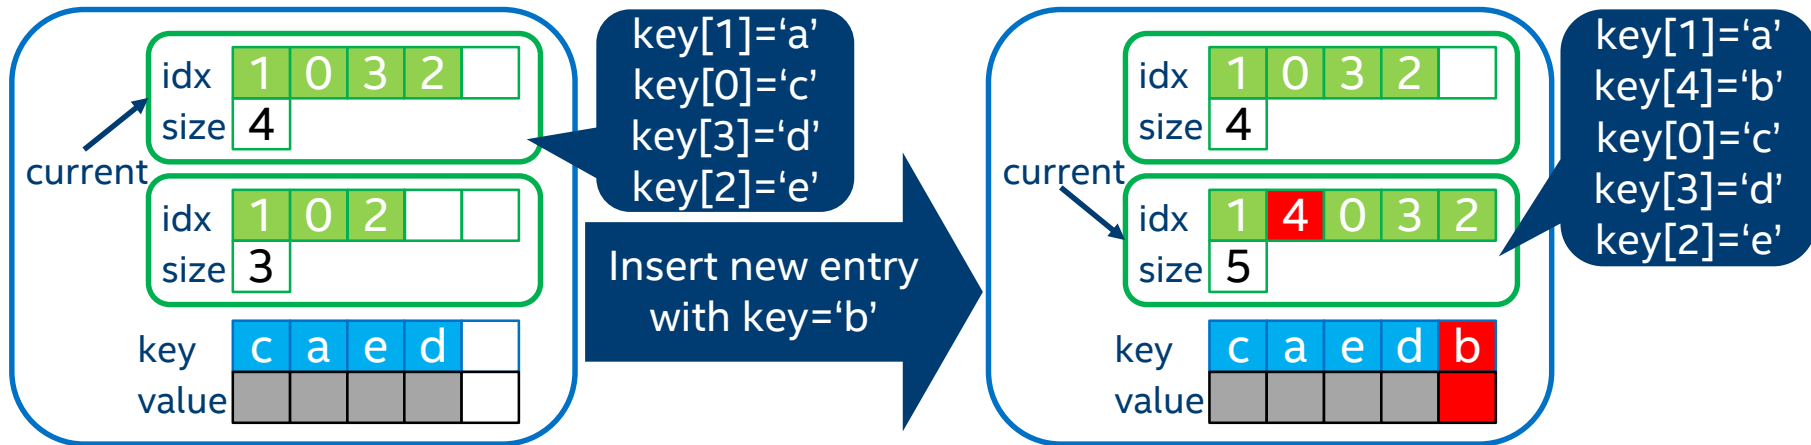 idx 1 0 3 2
size 4
current
idx 1 0 2
size 3
key c a e d
value
key[1]=‘a’
key[0]=‘c’
key[3]=‘d’
key[2]=‘e’
Insert new entry
with key=‘b’
idx 1 0 3 2
size 4
current
idx 1 4 0 3 2
size 5
key c a e d b
value
key[1]=‘a’
key[4]=‘b’
key[0]=‘c’
key[3]=‘d’
key[2]=‘e’